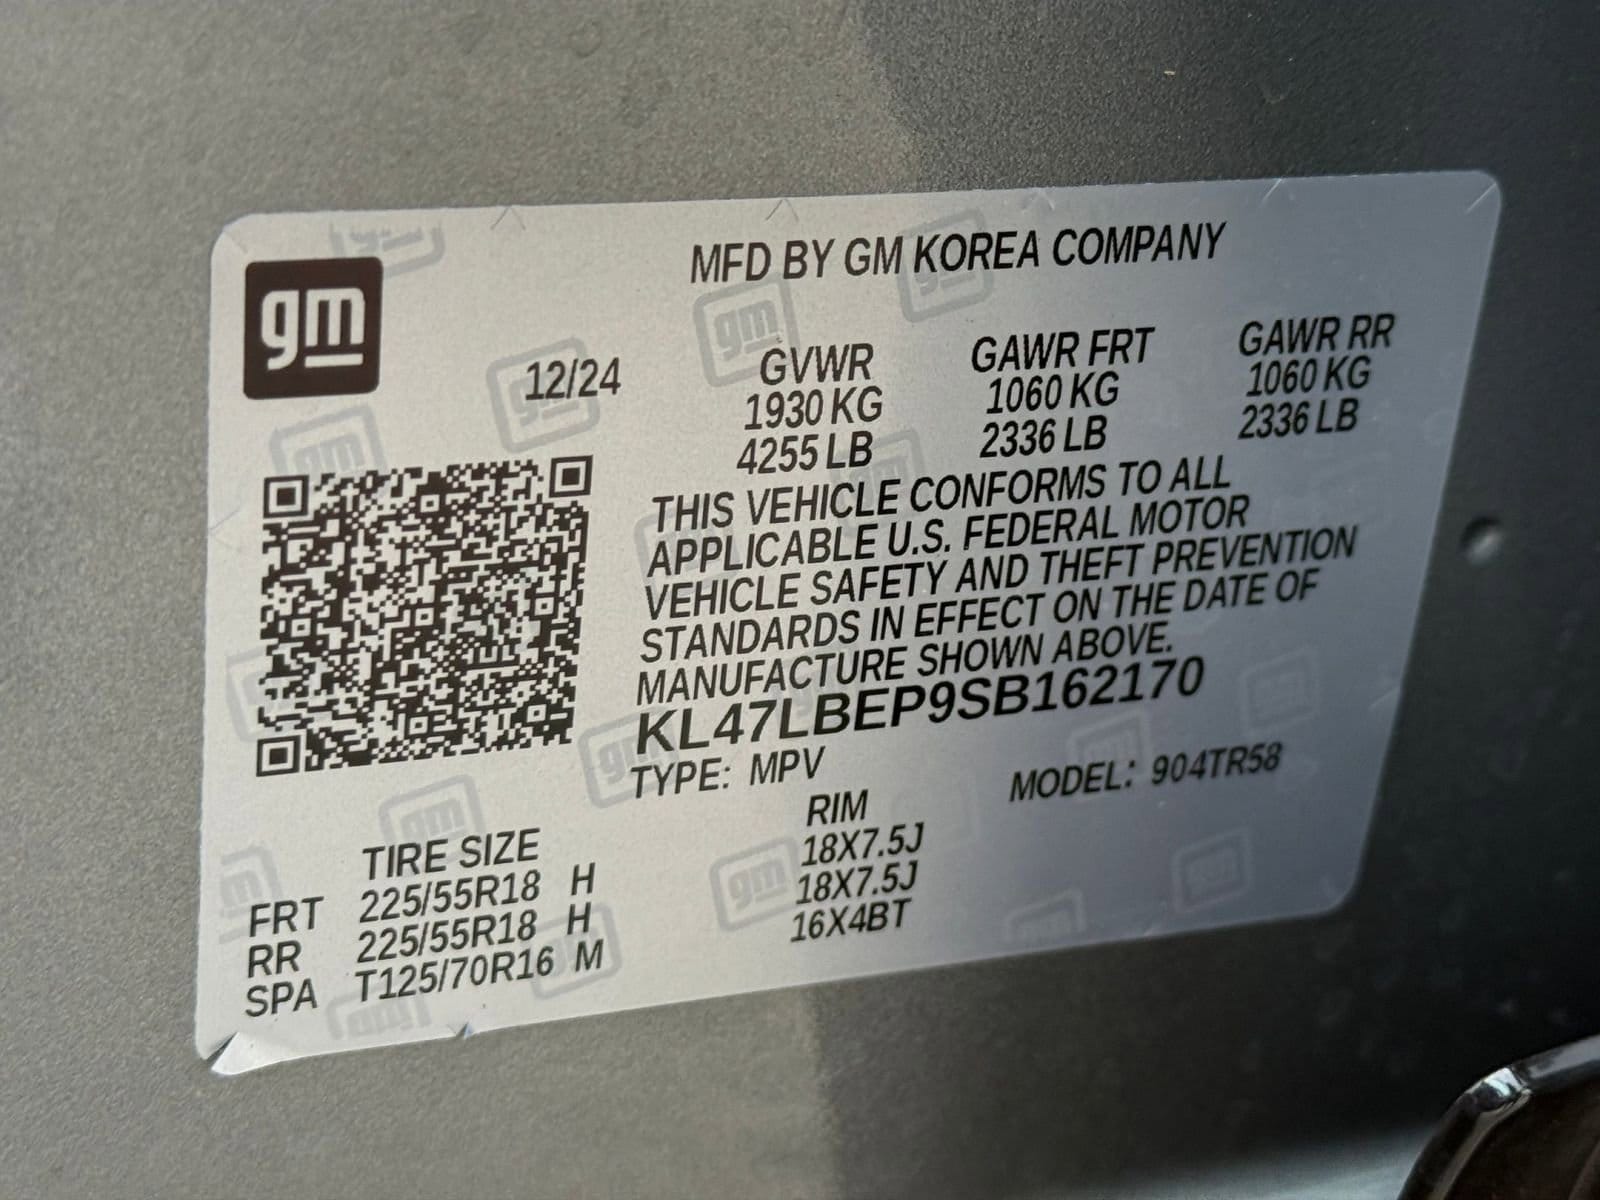 gm
MFD BY GM KOREA COMPANY
12/24
GVWR GAWR FRT GAWR RR
1930 KG 1060 KG 1060 KG
4255 LB 2336 LB 2336 LB
THIS VEHICLE CONFORMS TO ALL
APPLICABLE U.S. FEDERAL MOTOR
VEHICLE SAFETY AND THEFT PREVENTION
STANDARDS IN EFFECT ON THE DATE OF
MANUFACTURE SHOWN ABOVE.
KL47LBEP9SB162170
TYPE: MPV MODEL: 904TR58
TIRE SIZE RIM
FRT 225/55R18 H 18X7.5J
RR 225/55R18 H 18X7.5J
SPA T125/70R16 M 16X4BT